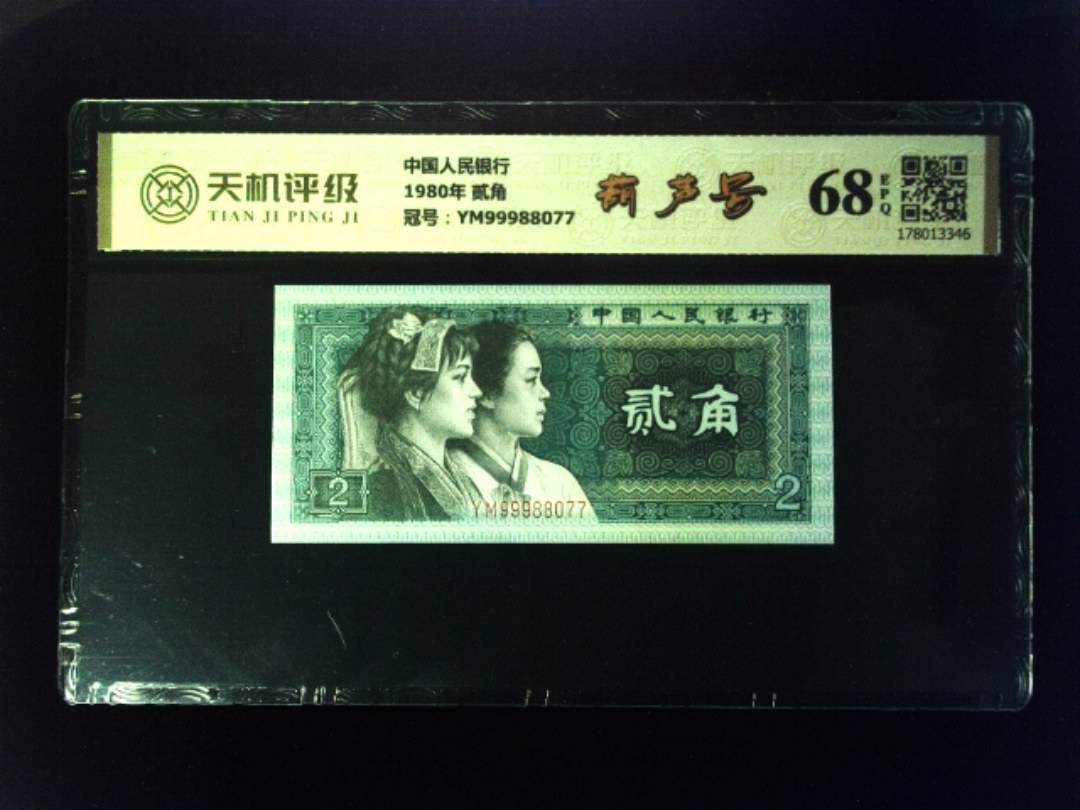 天机评级
TIAN JI PING JI
中国人民银行
1980年 贰角
冠号：YM99988077
葫芦号
68
EPQ
178013346
中国人民银行
贰角
2
YM99988077
2